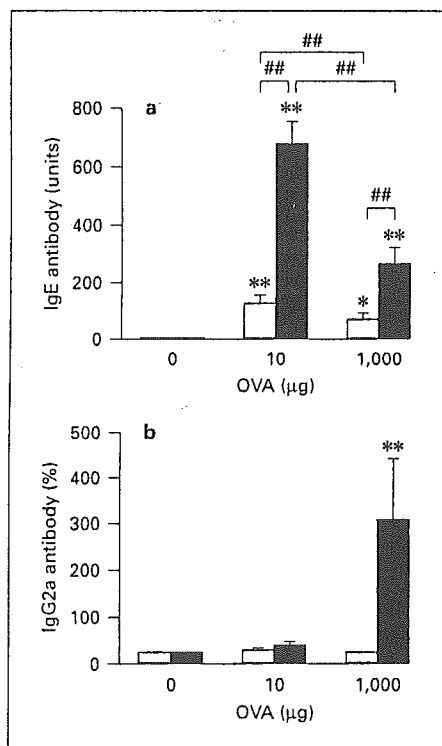 ##
## ##
a
**
800
600
##
400
**
**
200
*
0
IgE antibody (units)
0 10 1,000
OVA (µg)
b
500
**
400
300
200
100
0
IgG2a antibody (%)
0 10 1,000
OVA (µg)